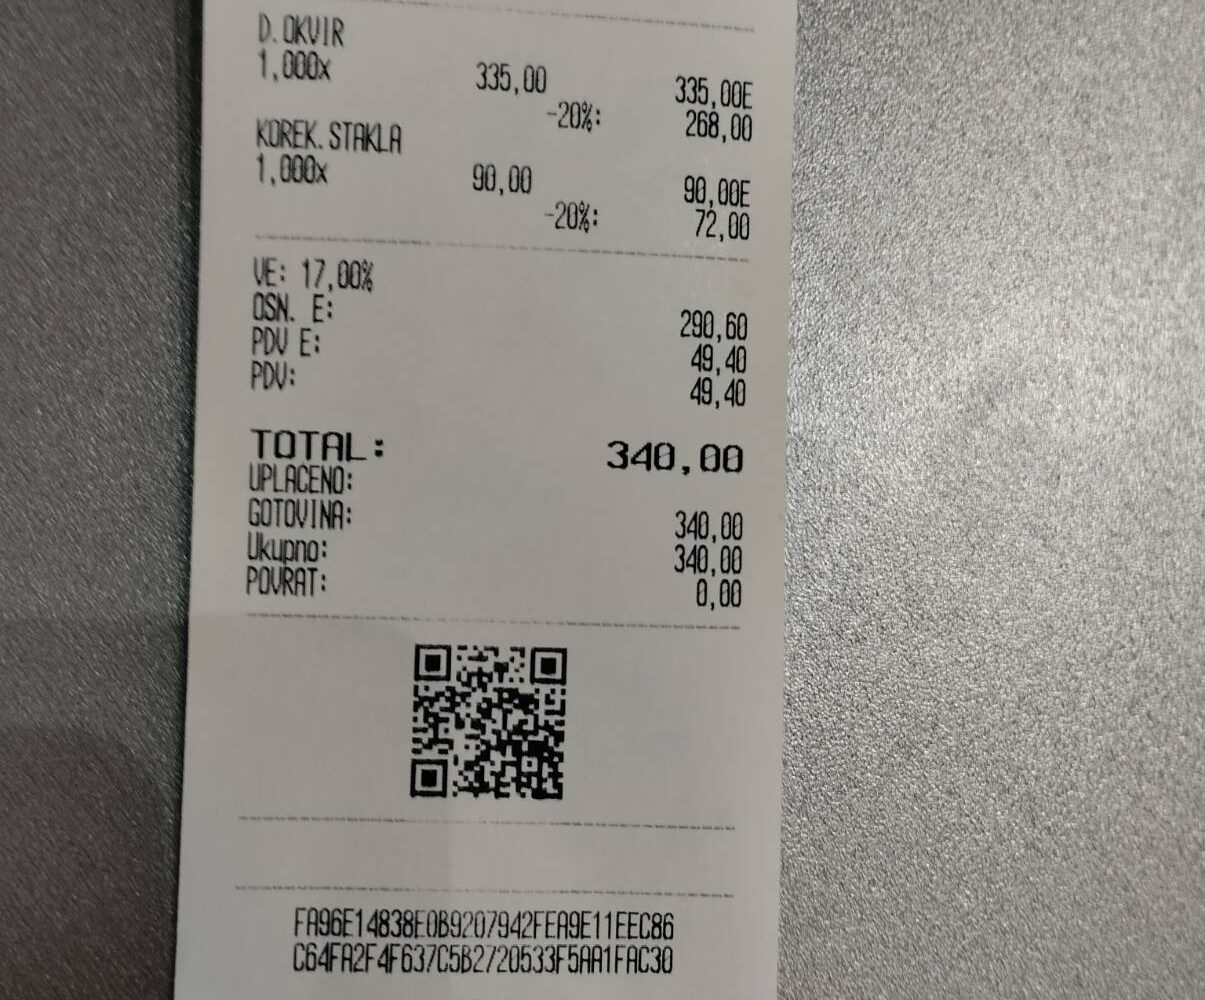 D.OKVIR
1,000x 335,00 335,00E
-20%: 268,00
KOREK.STAKLA
1,000x 90,00 90,00E
-20%: 72,00
VE: 17,00%
OSN. E: 290,60
PDV E: 49,40
PDV: 49,40
TOTAL: 340,00
UPLACENO:
GOTOVINA: 340,00
Ukupno: 340,00
POVRAT: 0,00
FA96E14838E0B9207942FEA9E11EEC86
C64FA2F4F637C5B2720533F5AA1FAC30